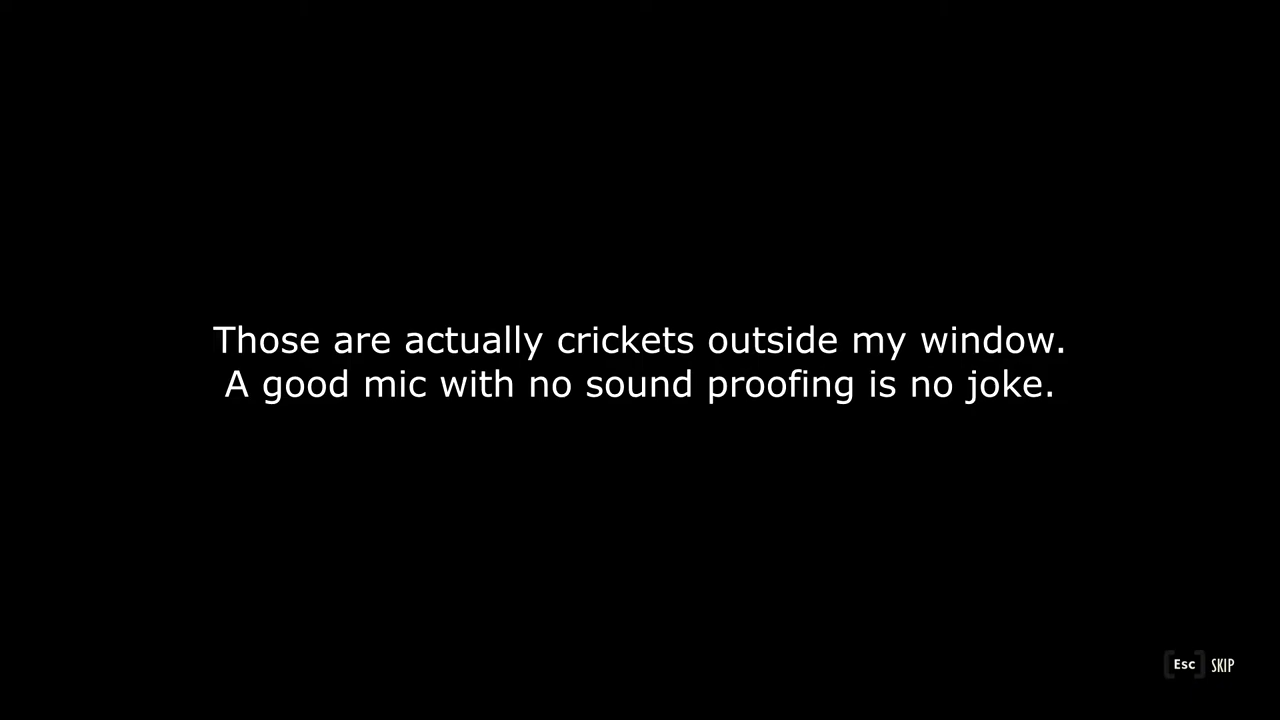 Those are actually crickets outside my window.
A good mic with no sound proofing is no joke.
[Esc] SKIP